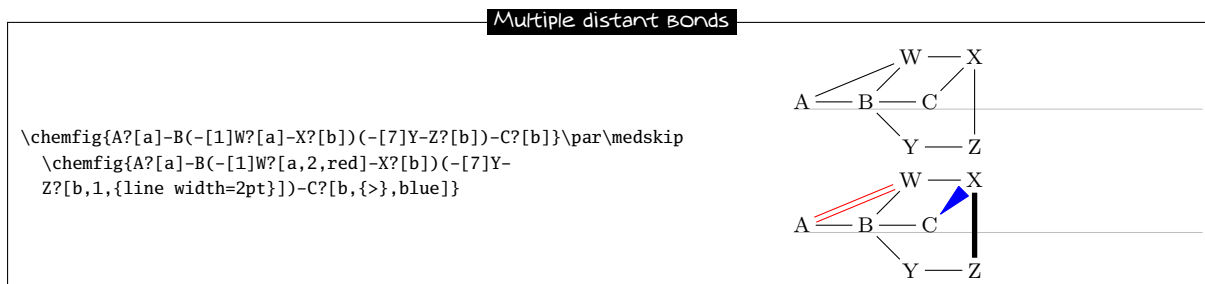 Multiple distant Bonds
\chemfig{A?[a]-B(-[1]W?[a]-X?[b])(-[7]Y-Z?[b])-C?[b]}\par\medskip
\chemfig{A?[a]-B(-[1]W?[a,2,red]-X?[b])(-[7]Y-
Z?[b,1,{line width=2pt}])-C?[b,{>},blue]}
W X
A B C
Y Z
W X
A B C
Y Z